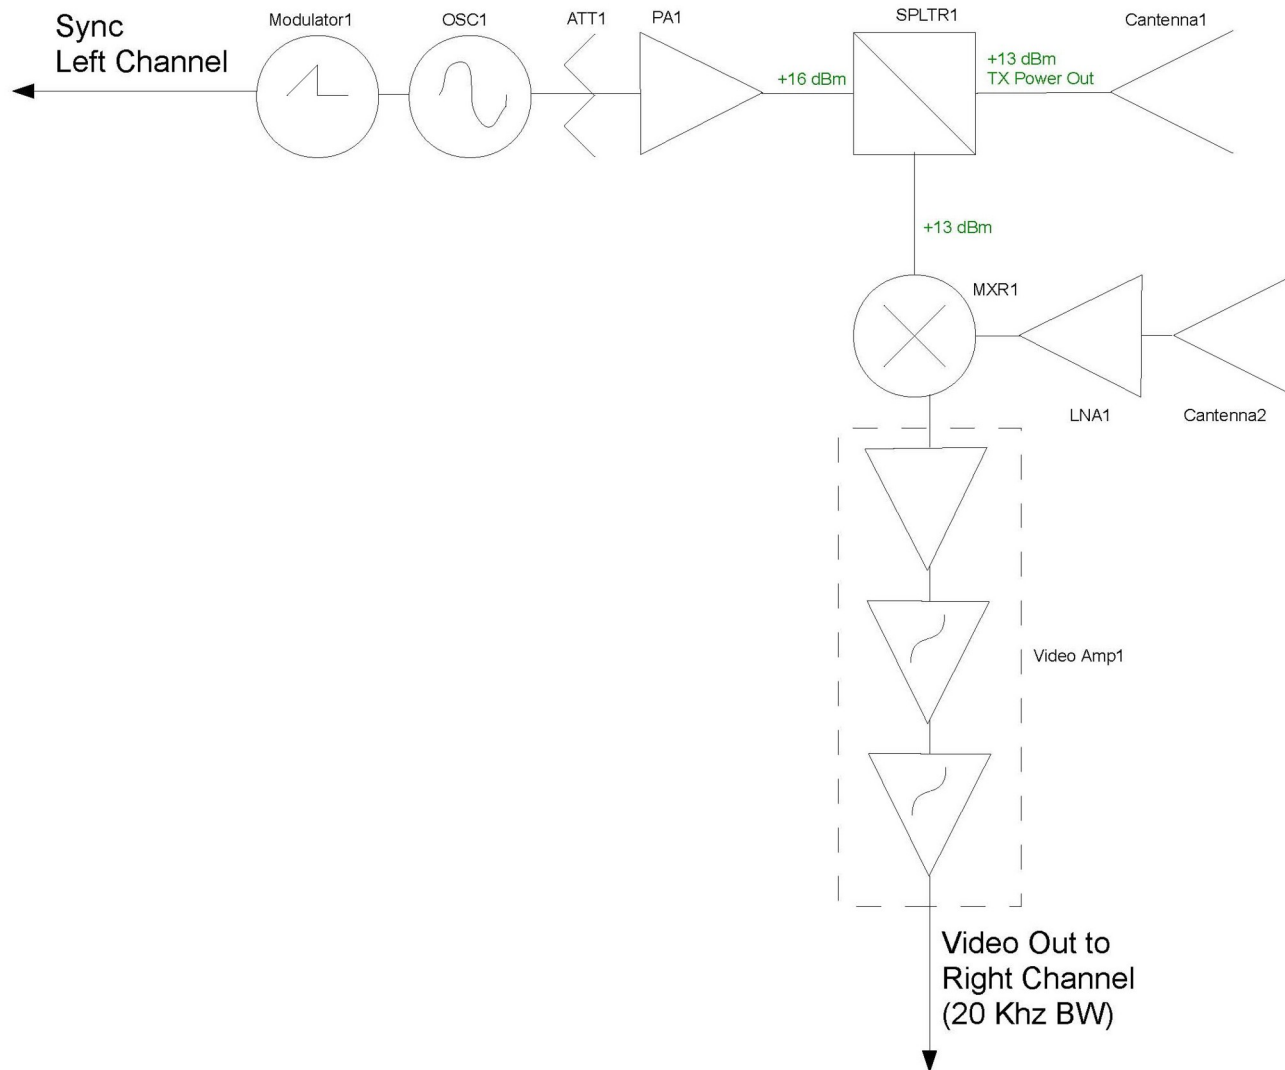 Sync
Left Channel
Modulator1
OSC1
ATT1
PA1
SPLTR1
Cantenna1
+16 dBm
+13 dBm
TX Power Out
+13 dBm
MXR1
LNA1
Cantenna2
Video Amp1
Video Out to
Right Channel
(20 Khz BW)